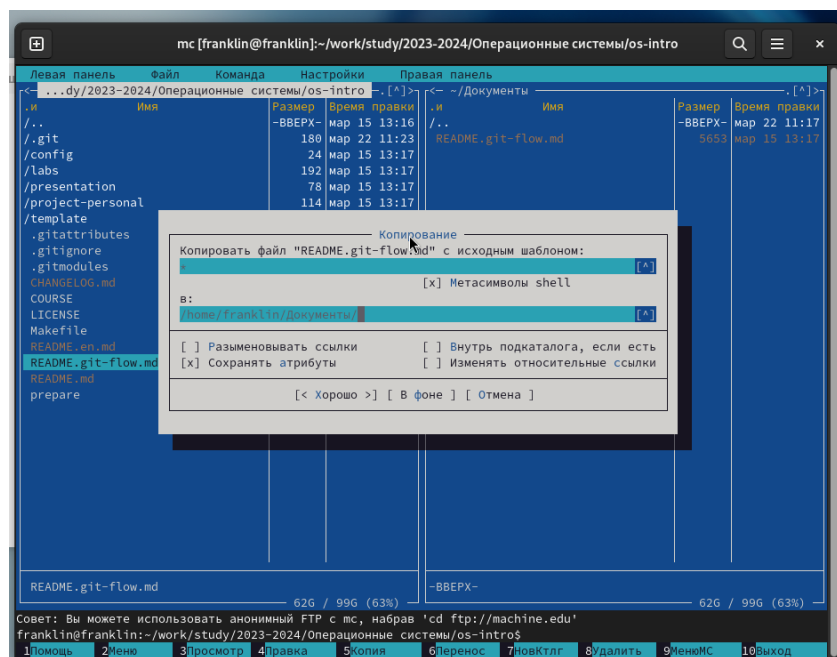 mc [franklin@franklin]:~/work/study/2023-2024/Операционные системы/os-intro
Левая панель Файл Команда Настройки Правая панель
<— ...dy/2023-2024/Операционные системы/os-intro —.[^]> <— ~/Документы —.[^]>
.и Имя Размер Время правки .и Имя Размер Время правки
/.. -ВВЕРХ- мар 15 13:16 /.. -ВВЕРХ- мар 22 11:17
/.git 180 мар 22 11:23 README.git-flow.md 5653 мар 15 13:17
/config 24 мар 15 13:17
/labs 192 мар 15 13:17
/presentation 78 мар 15 13:17
/project-personal 114 мар 15 13:17
/template
.gitattributes
.gitignore
.gitmodules
CHANGELOG.md
COURSE
LICENSE
Makefile
README.en.md
README.git-flow.md
README.md
prepare
Копирование
Копировать файл "README.git-flow.md" с исходным шаблоном:
* [^]
[x] Метасимволы shell
в:
/home/franklin/Документы/ [^]
[ ] Разыменовывать ссылки [ ] Внутрь подкаталога, если есть
[x] Сохранять атрибуты [ ] Изменять относительные ссылки
[< Хорошо >] [ В фоне ] [ Отмена ]
README.git-flow.md -ВВЕРХ-
62G / 99G (63%) 62G / 99G (63%)
Совет: Вы можете использовать анонимный FTP с mc, набрав 'cd ftp://machine.edu'
franklin@franklin:~/work/study/2023-2024/Операционные системы/os-intro$
1Помощь 2Меню 3Просмотр 4Правка 5Копия 6Перенос 7НовКтлг 8Удалить 9МенюМС 10Выход